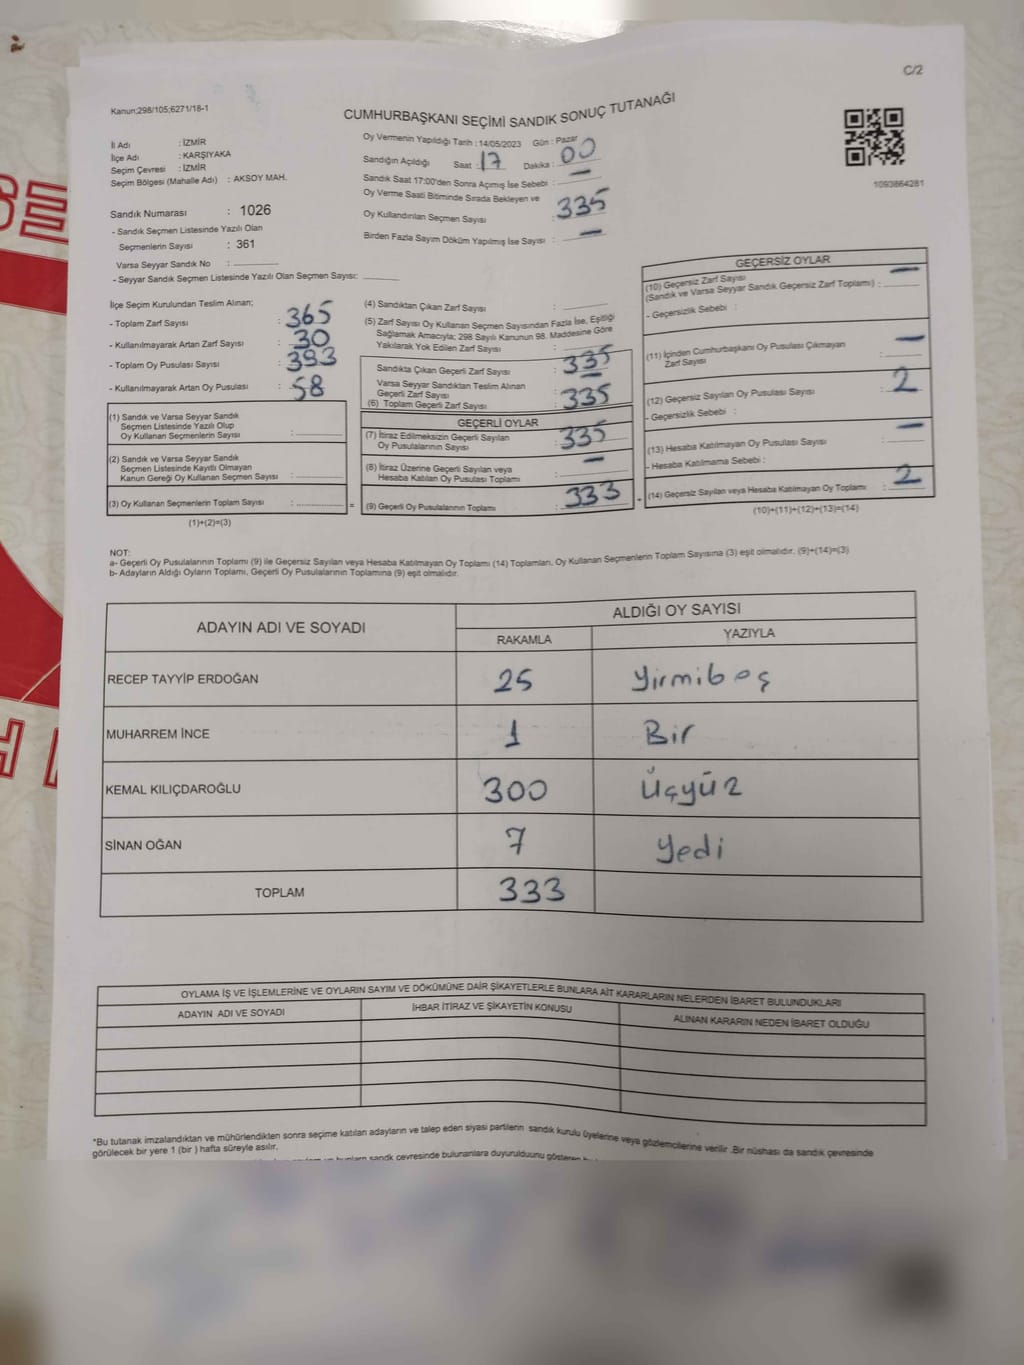 C/2
Kanun;298/105;6271/18-1
CUMHURBAŞKANI SEÇİMİ SANDIK SONUÇ TUTANAĞI
İl Adı : İZMİR
İlçe Adı : KARŞIYAKA
Seçim Çevresi : İZMİR
Seçim Bölgesi (Mahalle Adı) : AKSOY MAH.
Sandık Numarası : 1026
- Sandık Seçmen Listesinde Yazılı Olan
Seçmenlerin Sayısı : 361
Varsa Seyyar Sandık No :
- Seyyar Sandık Seçmen Listesinde Yazılı Olan Seçmen Sayısı:
Oy Vermenin Yapıldığı Tarih : 14/05/2023 Gün : Pazar
Sandığın Açıldığı Saat : 17 Dakika : 00
Sandık Saat 17:00'den Sonra Açımış İse Sebebi : —
Oy Verme Saati Bitiminde Sırada Bekleyen ve
Oy Kullandırılan Seçmen Sayısı : 335
Birden Fazla Sayım Döküm Yapılmış İse Sayısı : —
1093864281
İlçe Seçim Kurulundan Teslim Alınan;
- Toplam Zarf Sayısı : 365
- Kullanılmayarak Artan Zarf Sayısı : 30
- Toplam Oy Pusulası Sayısı : 393
- Kullanılmayarak Artan Oy Pusulası : 58
(1) Sandık ve Varsa Seyyar Sandık
Seçmen Listesinde Yazılı Olup
Oy Kullanan Seçmenlerin Sayısı :
(2) Sandık ve Varsa Seyyar Sandık
Seçmen Listesinde Kayıtlı Olmayan
Kanun Gereği Oy Kullanan Seçmen Sayısı :
(3) Oy Kullanan Seçmenlerin Toplam Sayısı : =
(1)+(2)=(3)
(4) Sandıktan Çıkan Zarf Sayısı :
(5) Zarf Sayısı Oy Kullanan Seçmen Sayısından Fazla İse, Eşitliği
Sağlamak Amacıyla; 298 Sayılı Kanunun 98. Maddesine Göre
Yakılarak Yok Edilen Zarf Sayısı :
Sandıkta Çıkan Geçerli Zarf Sayısı : 335
Varsa Seyyar Sandıktan Teslim Alınan
Geçerli Zarf Sayısı : —
(6) Toplam Geçerli Zarf Sayısı : 335
GEÇERLİ OYLAR
(7) İtiraz Edilmeksizin Geçerli Sayılan
Oy Pusulalarının Sayısı : 335
(8) İtiraz Üzerine Geçerli Sayılan veya
Hesaba Katılan Oy Pusulası Toplamı : —
(9) Geçerli Oy Pusulalarının Toplamı : 333 +
GEÇERSİZ OYLAR
(10) Geçersiz Zarf Sayısı
(Sandık ve Varsa Seyyar Sandık Geçersiz Zarf Toplamı) : —
- Geçersizlik Sebebi :
(11) İçinden Cumhurbaşkanı Oy Pusulası Çıkmayan
Zarf Sayısı : —
(12) Geçersiz Sayılan Oy Pusulası Sayısı : 2
- Geçersizlik Sebebi :
(13) Hesaba Katılmayan Oy Pusulası Sayısı : —
- Hesaba Katılmama Sebebi :
(14) Geçersiz Sayılan veya Hesaba Katılmayan Oy Toplamı : 2
(10)+(11)+(12)+(13)=(14)
NOT:
a- Geçerli Oy Pusulalarının Toplamı (9) ile Geçersiz Sayılan veya Hesaba Katılmayan Oy Toplamı (14) Toplamları, Oy Kullanan Seçmenlerin Toplam Sayısına (3) eşit olmalıdır. (9)+(14)=(3)
b- Adayların Aldığı Oyların Toplamı, Geçerli Oy Pusulalarının Toplamına (9) eşit olmalıdır.
ADAYIN ADI VE SOYADI ALDIĞI OY SAYISI
RAKAMLA YAZIYLA
RECEP TAYYİP ERDOĞAN 25 Yirmibeş
MUHARREM İNCE 1 Bir
KEMAL KILIÇDAROĞLU 300 Üçyüz
SİNAN OĞAN 7 Yedi
TOPLAM 333
OYLAMA İŞ VE İŞLEMLERİNE VE OYLARIN SAYIM VE DÖKÜMÜNE DAİR ŞİKAYETLERLE BUNLARA AİT KARARLARIN NELERDEN İBARET BULUNDUKLARI
ADAYIN ADI VE SOYADI İHBAR İTİRAZ VE ŞİKAYETİN KONUSU ALINAN KARARIN NEDEN İBARET OLDUĞU
*Bu tutanak imzalandıktan ve mühürlendikten sonra seçime katılan adayların ve talep eden siyasi partilerin sandık kurulu üyelerine veya gözlemcilerine verilir. Bir nüshası da sandık çevresinde
görülecek bir yere 1 (bir) hafta süreyle asılır.
sandık çevresinde bulunanlara duyurulduunu gösteren